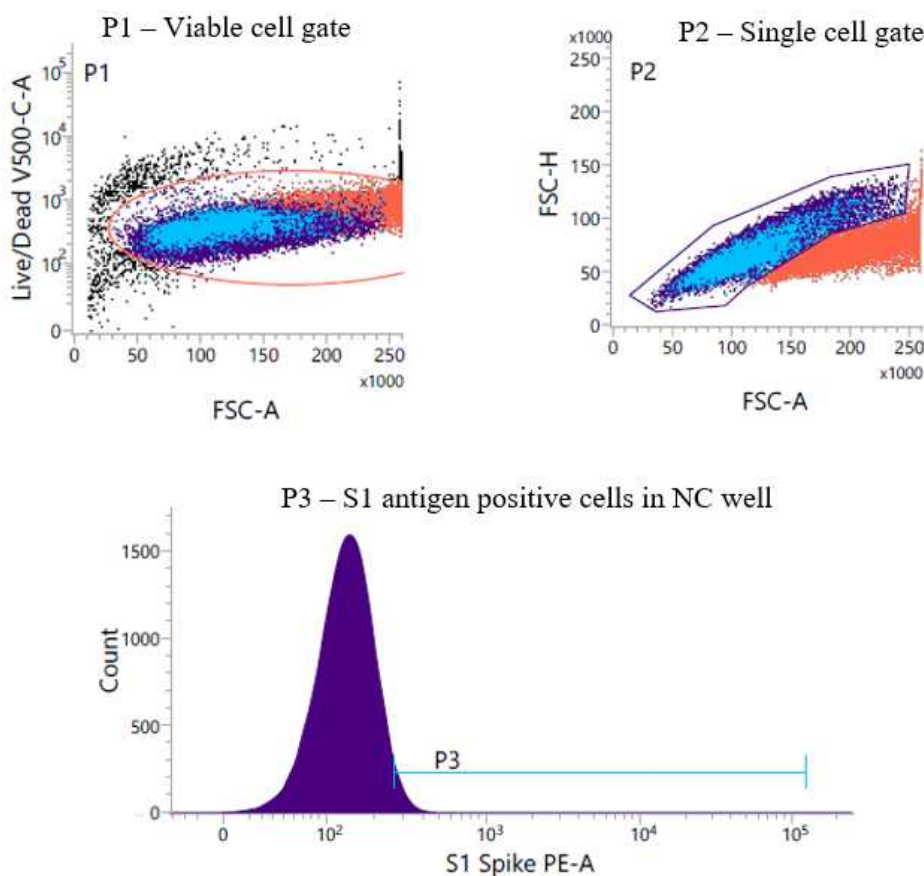 P1 – Viable cell gate
P2 – Single cell gate
10^5
10^4
10^3
10^2
0
P1
Live/Dead V500-C-A
0 50 100 150 200 250
x1000
FSC-A
x1000
250
200
150
100
50
0
P2
FSC-H
0 50 100 150 200 250
x1000
FSC-A
P3 – S1 antigen positive cells in NC well
1500
1000
500
0
Count
P3
0 10^2 10^3 10^4 10^5
S1 Spike PE-A